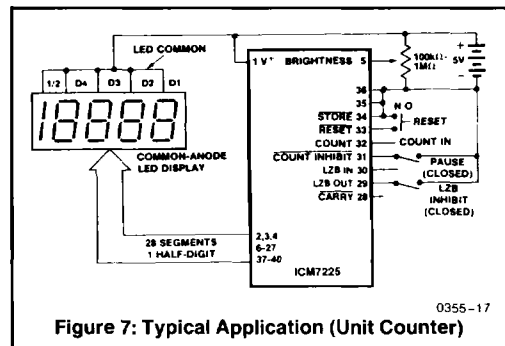 LED COMMON
1/2 D4 D3 D2 D1
18888
COMMON-ANODE
LED DISPLAY
28 SEGMENTS
1 HALF-DIGIT
1 V+ BRIGHTNESS 5
36
35
STORE 34
RESET 33
COUNT 32
COUNT INHIBIT 31
LZB IN 30
LZB OUT 29
CARRY 28
2,3,4
6-27
37-40
ICM7225
100kΩ-
1MΩ
+
5V
−
N O
RESET
COUNT IN
PAUSE
(CLOSED)
LZB
INHIBIT
(CLOSED)
0355-17
Figure 7: Typical Application (Unit Counter)